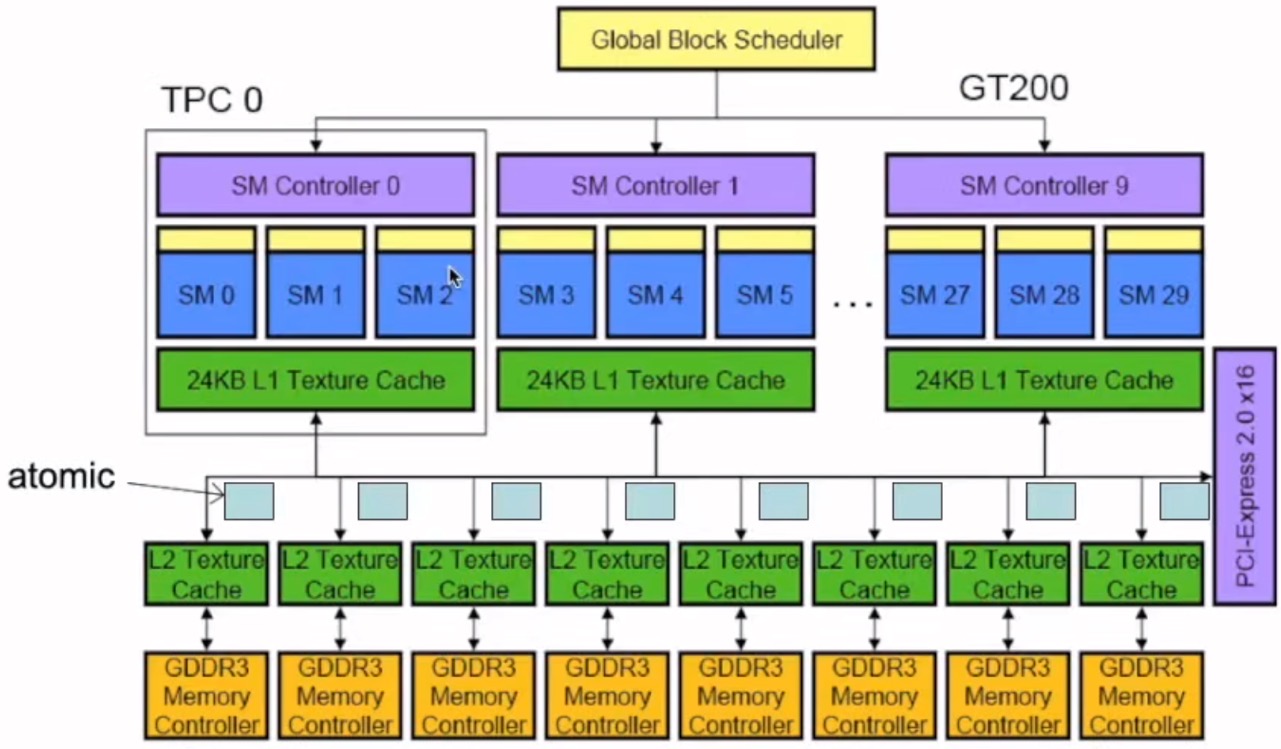 Global Block Scheduler
TPC 0
GT200
SM Controller 0
SM Controller 1
SM Controller 9
SM 0
SM 1
SM 2
SM 3
SM 4
SM 5
...
SM 27
SM 28
SM 29
24KB L1 Texture Cache
24KB L1 Texture Cache
24KB L1 Texture Cache
PCI-Express 2.0 x16
atomic
L2 Texture
Cache
L2 Texture
Cache
L2 Texture
Cache
L2 Texture
Cache
L2 Texture
Cache
L2 Texture
Cache
L2 Texture
Cache
L2 Texture
Cache
GDDR3
Memory
Controller
GDDR3
Memory
Controller
GDDR3
Memory
Controller
GDDR3
Memory
Controller
GDDR3
Memory
Controller
GDDR3
Memory
Controller
GDDR3
Memory
Controller
GDDR3
Memory
Controller